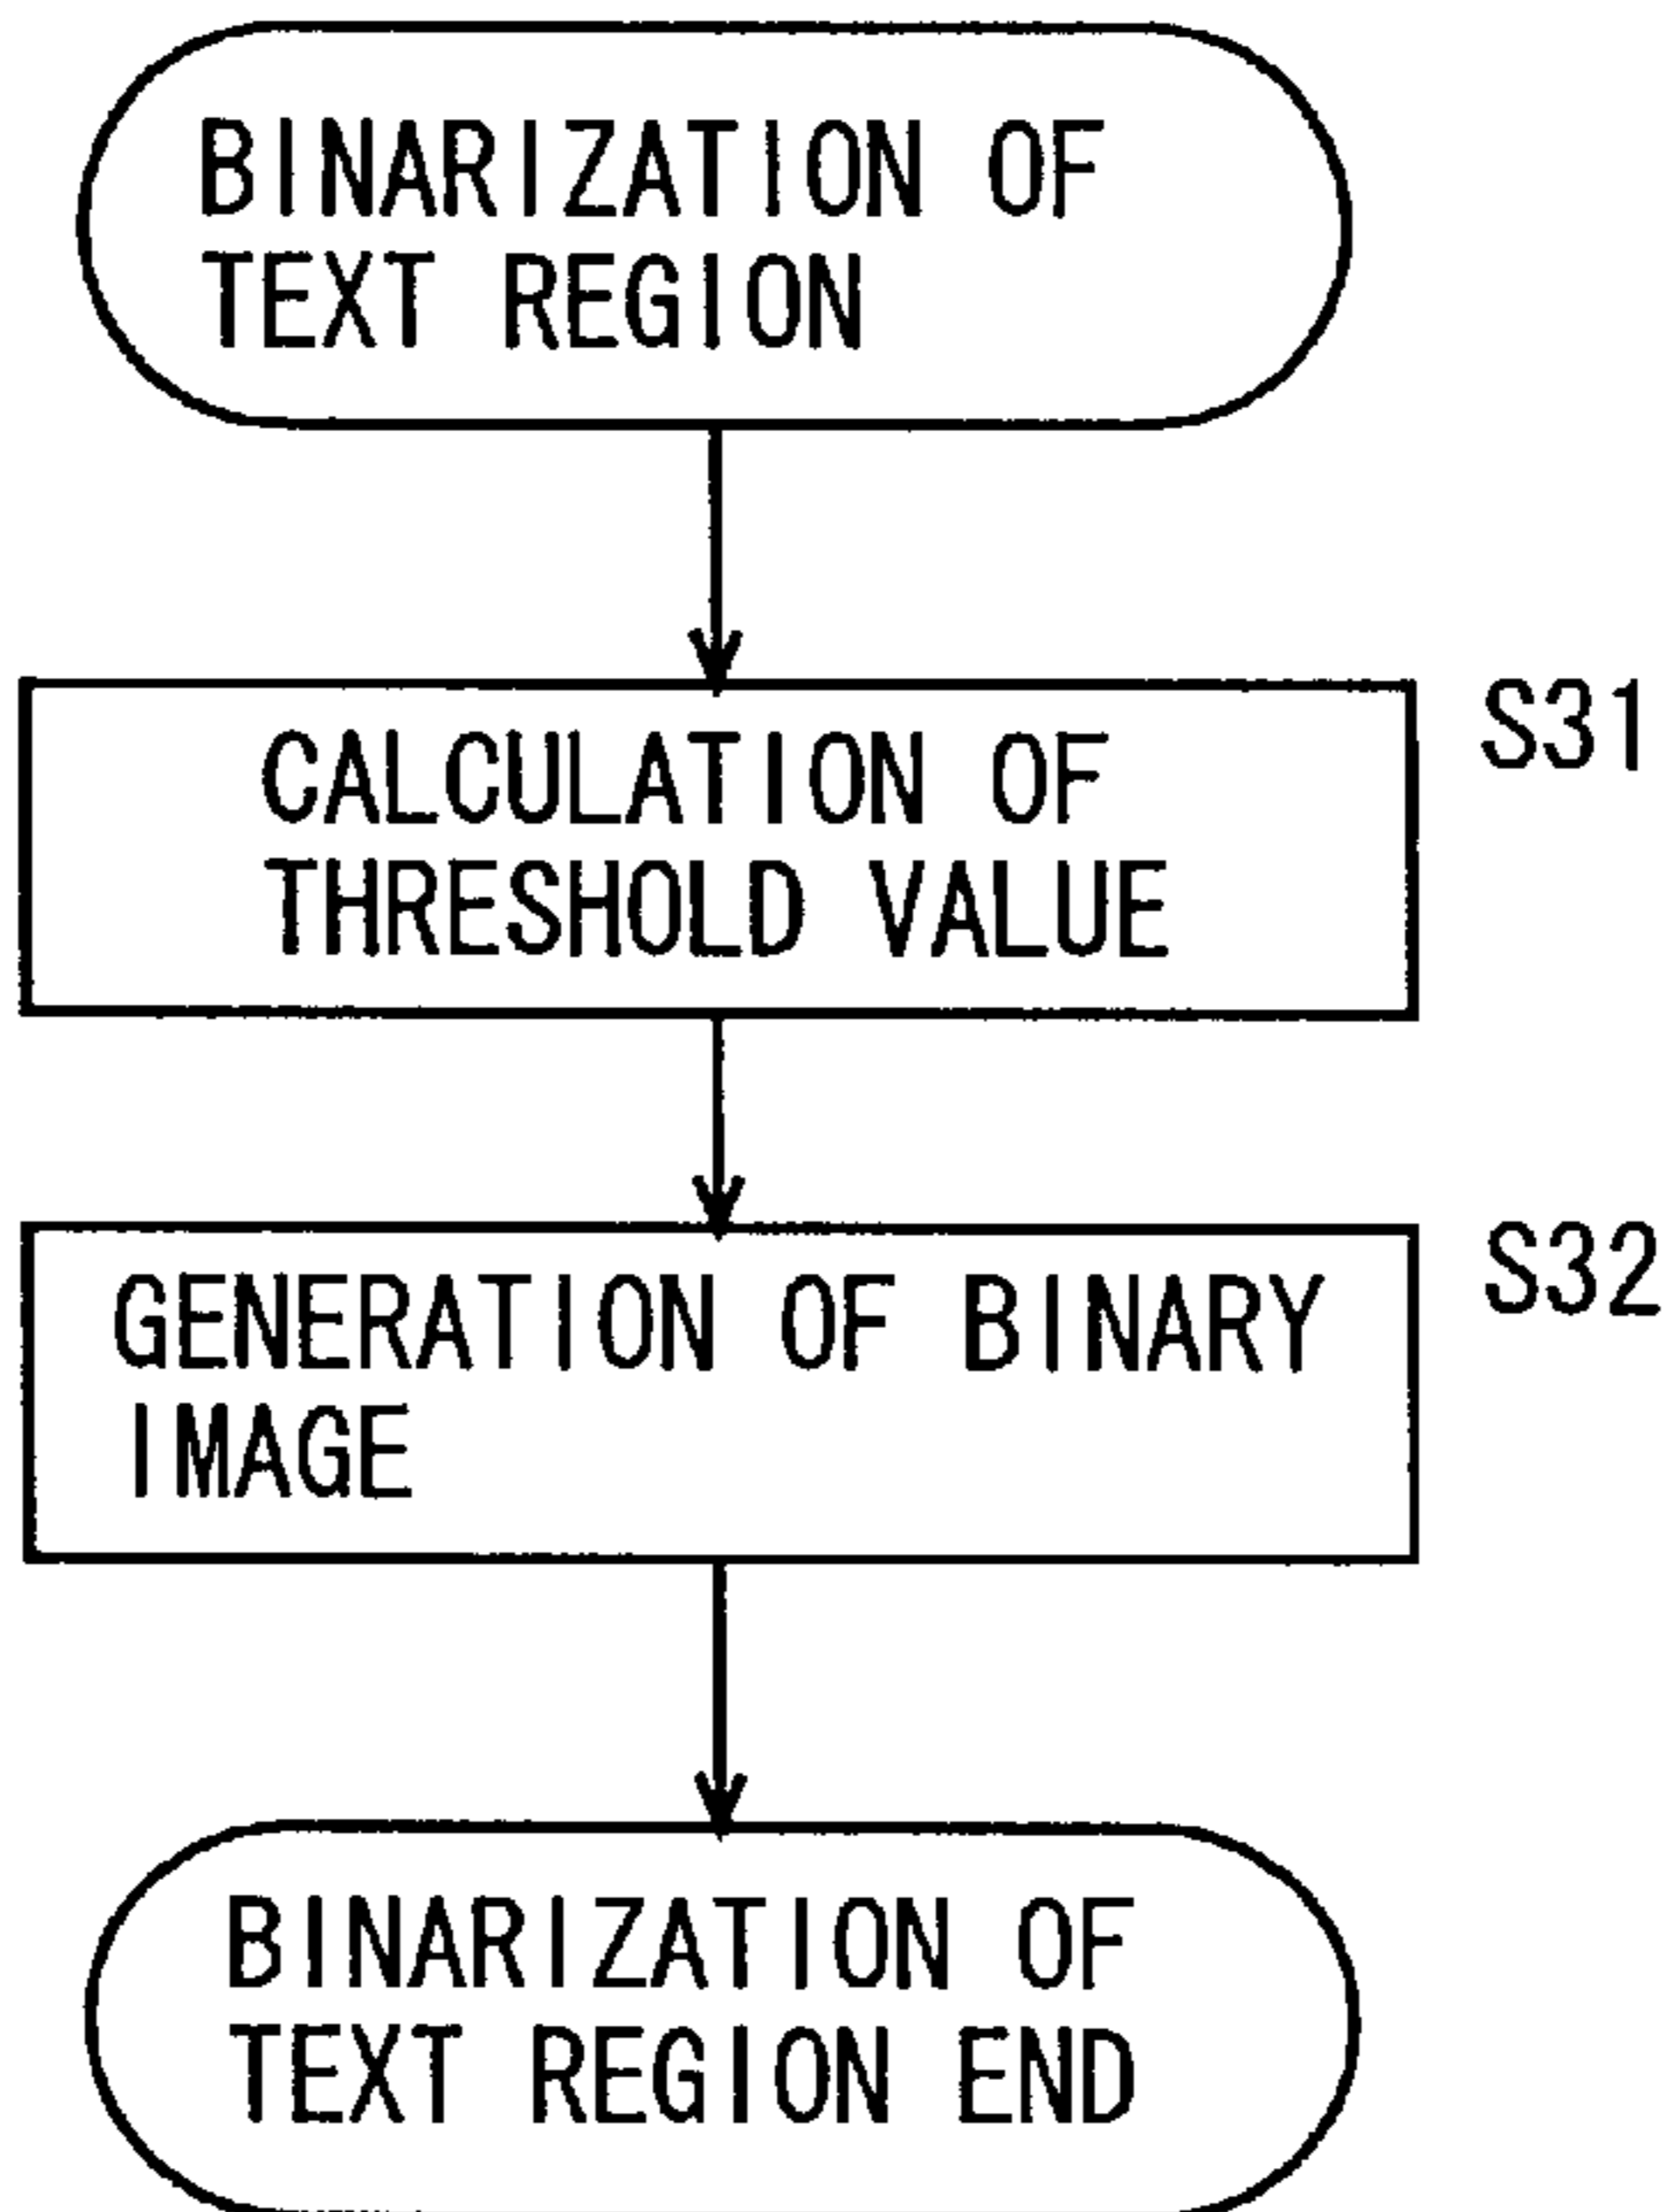 BINARIZATION OF
TEXT REGION
S31
CALCULATION OF
THRESHOLD VALUE
S32
GENERATION OF BINARY
IMAGE
BINARIZATION OF
TEXT REGION END